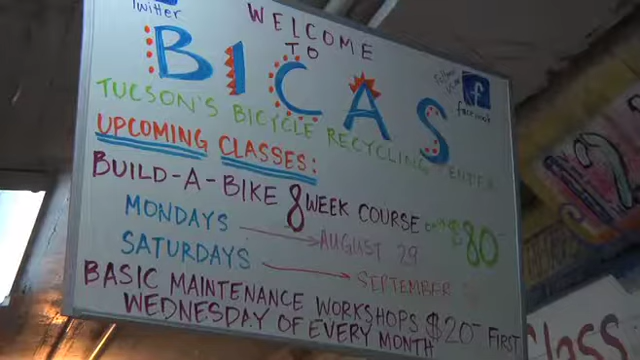 Twitter
WELCOME
TO
BICAS
facebook
TUCSON'S BICYCLE RECYCLING CENTER
UPCOMING CLASSES:
BUILD-A-BIKE 8 WEEK COURSE $80
MONDAYS AUGUST 29
SATURDAYS SEPTEMBER
BASIC MAINTENANCE WORKSHOPS $20 FIRST
WEDNESDAY OF EVERY MONTH
Class